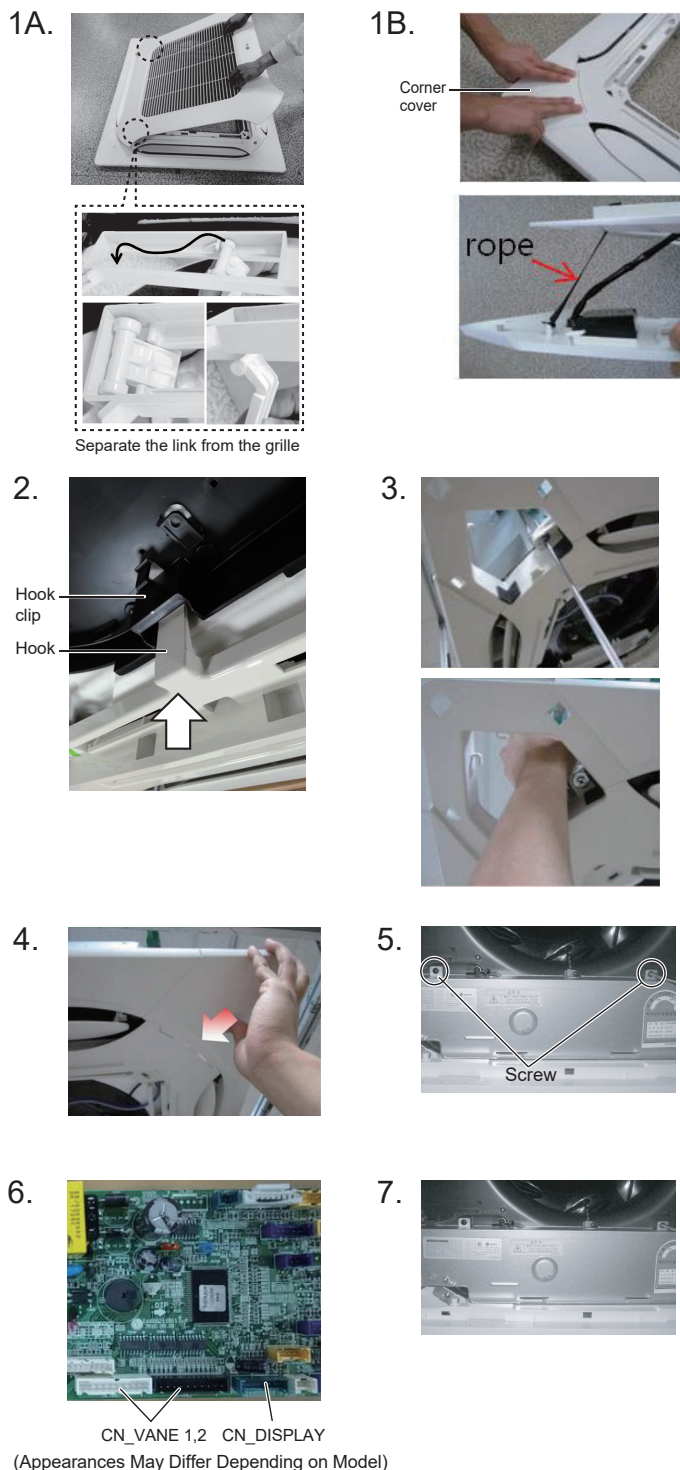 1A.
1B.
Corner
cover
rope
Separate the link from the grille
2.
Hook
clip
Hook
3.
4.
5.
Screw
6.
7.
CN_VANE 1,2 CN_DISPLAY
(Appearances May Differ Depending on Model)